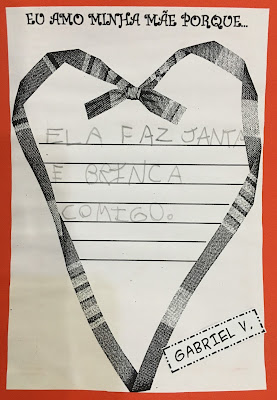 EU AMO MINHA MÃE PORQUE...
ELA FAZ JANTA
E BRINCA
COMIGO.
GABRIEL V.